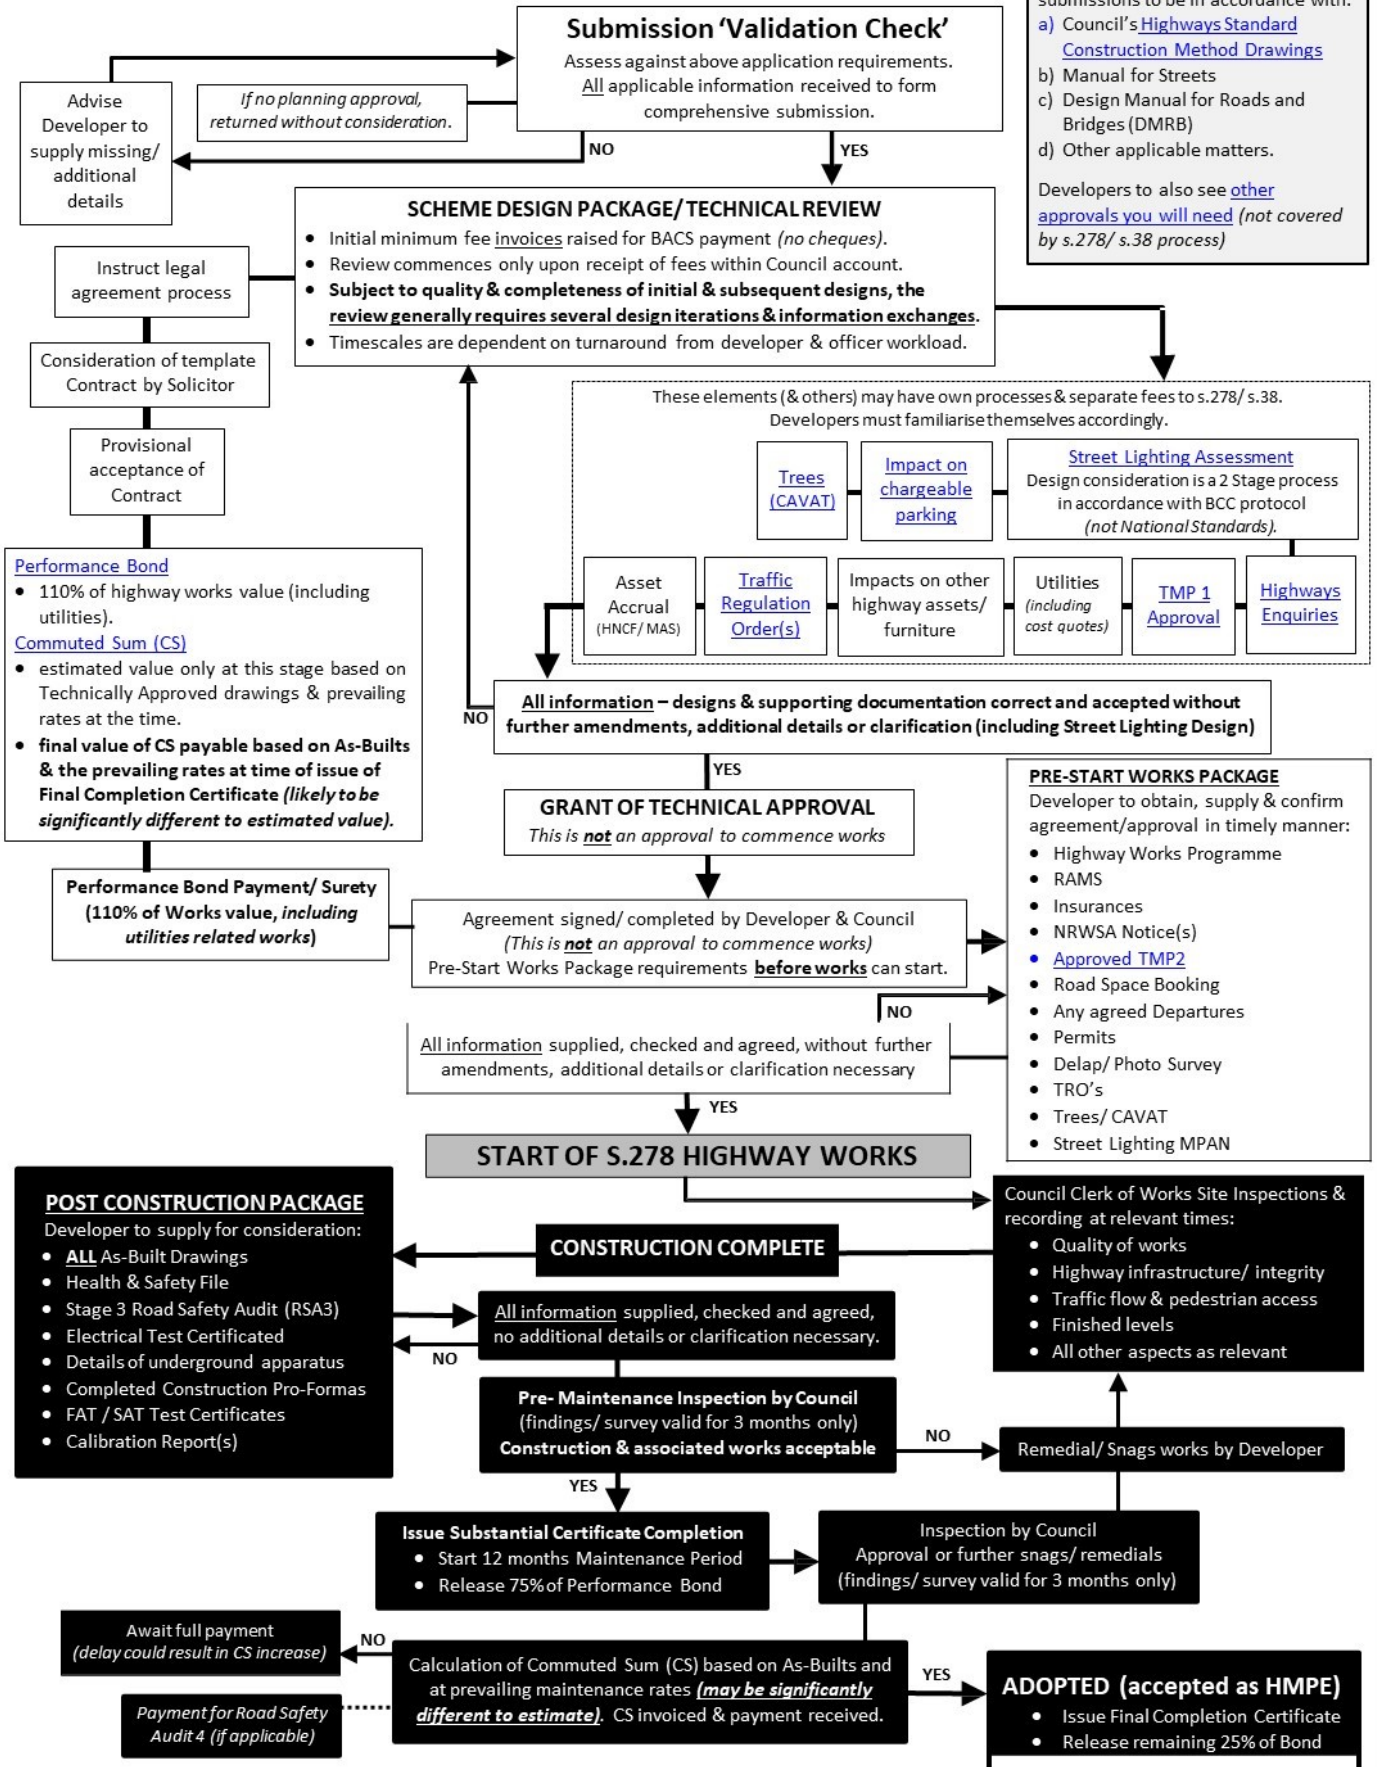 submissions to be in accordance with:
a) Council's Highways Standard
Construction Method Drawings
b) Manual for Streets
c) Design Manual for Roads and
Bridges (DMRB)
d) Other applicable matters.
Developers to also see other
approvals you will need (not covered
by s.278/ s.38 process)
Submission ‘Validation Check’
Assess against above application requirements.
All applicable information received to form
comprehensive submission.
If no planning approval,
returned without consideration.
Advise
Developer to
supply missing/
additional
details
NO
YES
SCHEME DESIGN PACKAGE/ TECHNICAL REVIEW
• Initial minimum fee invoices raised for BACS payment (no cheques).
• Review commences only upon receipt of fees within Council account.
• Subject to quality & completeness of initial & subsequent designs, the
review generally requires several design iterations & information exchanges.
• Timescales are dependent on turnaround from developer & officer workload.
Instruct legal
agreement process
Consideration of template
Contract by Solicitor
Provisional
acceptance of
Contract
Performance Bond
• 110% of highway works value (including
utilities).
Commuted Sum (CS)
• estimated value only at this stage based on
Technically Approved drawings & prevailing
rates at the time.
• final value of CS payable based on As-Builts
& the prevailing rates at time of issue of
Final Completion Certificate (likely to be
significantly different to estimated value).
Performance Bond Payment/ Surety
(110% of Works value, including
utilities related works)
These elements (& others) may have own processes & separate fees to s.278/ s.38.
Developers must familiarise themselves accordingly.
Trees
(CAVAT)
Impact on
chargeable
parking
Street Lighting Assessment
Design consideration is a 2 Stage process
in accordance with BCC protocol
(not National Standards).
Asset
Accrual
(HNCF/ MAS)
Traffic
Regulation
Order(s)
Impacts on other
highway assets/
furniture
Utilities
(including
cost quotes)
TMP 1
Approval
Highways
Enquiries
NO
All information – designs & supporting documentation correct and accepted without
further amendments, additional details or clarification (including Street Lighting Design)
YES
GRANT OF TECHNICAL APPROVAL
This is not an approval to commence works
Agreement signed/ completed by Developer & Council
(This is not an approval to commence works)
Pre-Start Works Package requirements before works can start.
PRE-START WORKS PACKAGE
Developer to obtain, supply & confirm
agreement/approval in timely manner:
• Highway Works Programme
• RAMS
• Insurances
• NRWSA Notice(s)
• Approved TMP2
• Road Space Booking
• Any agreed Departures
• Permits
• Delap/ Photo Survey
• TRO's
• Trees/ CAVAT
• Street Lighting MPAN
NO
All information supplied, checked and agreed, without further
amendments, additional details or clarification necessary
YES
START OF S.278 HIGHWAY WORKS
Council Clerk of Works Site Inspections &
recording at relevant times:
• Quality of works
• Highway infrastructure/ integrity
• Traffic flow & pedestrian access
• Finished levels
• All other aspects as relevant
CONSTRUCTION COMPLETE
POST CONSTRUCTION PACKAGE
Developer to supply for consideration:
• ALL As-Built Drawings
• Health & Safety File
• Stage 3 Road Safety Audit (RSA3)
• Electrical Test Certificated
• Details of underground apparatus
• Completed Construction Pro-Formas
• FAT / SAT Test Certificates
• Calibration Report(s)
All information supplied, checked and agreed,
no additional details or clarification necessary.
NO
Pre- Maintenance Inspection by Council
(findings/ survey valid for 3 months only)
Construction & associated works acceptable
NO
Remedial/ Snags works by Developer
YES
Issue Substantial Certificate Completion
• Start 12 months Maintenance Period
• Release 75% of Performance Bond
Inspection by Council
Approval or further snags/ remedials
(findings/ survey valid for 3 months only)
Await full payment
(delay could result in CS increase)
NO
Calculation of Commuted Sum (CS) based on As-Builts and
at prevailing maintenance rates (may be significantly
different to estimate). CS invoiced & payment received.
Payment for Road Safety
Audit 4 (if applicable)
YES
ADOPTED (accepted as HMPE)
• Issue Final Completion Certificate
• Release remaining 25% of Bond